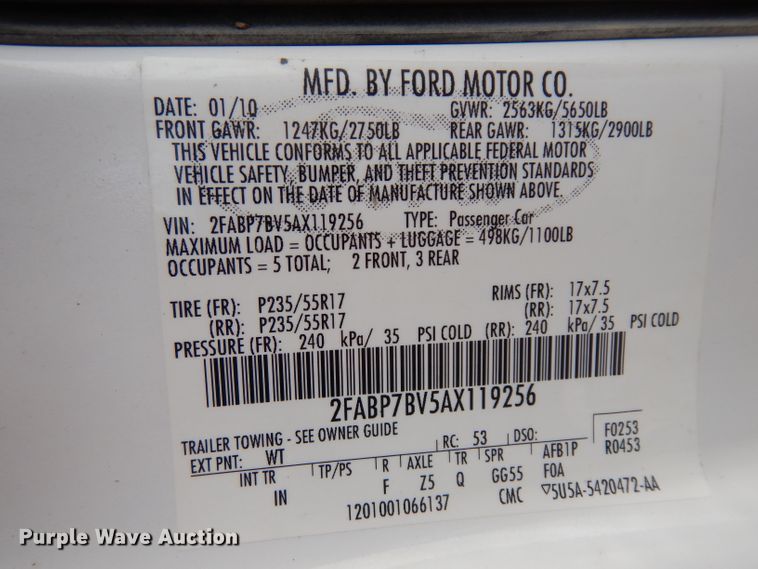 MFD. BY FORD MOTOR CO.
DATE: 01/10 GVWR: 2563KG/5650LB
FRONT GAWR: 1247KG/2750LB REAR GAWR: 1315KG/2900LB
THIS VEHICLE CONFORMS TO ALL APPLICABLE FEDERAL MOTOR
VEHICLE SAFETY, BUMPER, AND THEFT PREVENTION STANDARDS
IN EFFECT ON THE DATE OF MANUFACTURE SHOWN ABOVE.
VIN: 2FABP7BV5AX119256 TYPE: Passenger Car
MAXIMUM LOAD = OCCUPANTS + LUGGAGE = 498KG/1100LB
OCCUPANTS = 5 TOTAL; 2 FRONT, 3 REAR
TIRE (FR): P235/55R17 RIMS (FR): 17x7.5
(RR): P235/55R17 (RR): 17x7.5
PRESSURE (FR): 240 kPa/ 35 PSI COLD (RR): 240 kPa/ 35 PSI COLD
2FABP7BV5AX119256
TRAILER TOWING - SEE OWNER GUIDE
EXT PNT: WT RC: 53 DSO: F0253
R0453
INT TR TP/PS R AXLE TR SPR AFB1P
IN F Z5 Q GG55 F0A
1201001066137 CMC ▽5U5A-5420472-AA
Purple Wave Auction